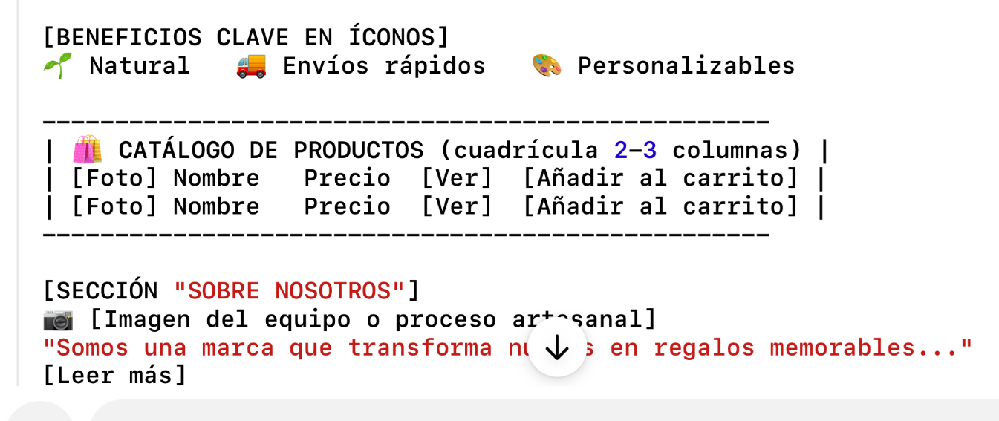 [BENEFICIOS CLAVE EN ÍCONOS]
🌱 Natural 🚚 Envíos rápidos 🎨 Personalizables
--------------------------------------------------
| 🛍️ CATÁLOGO DE PRODUCTOS (cuadrícula 2-3 columnas) |
| [Foto] Nombre Precio [Ver] [Añadir al carrito] |
| [Foto] Nombre Precio [Ver] [Añadir al carrito] |
--------------------------------------------------
[SECCIÓN "SOBRE NOSOTROS"]
📷 [Imagen del equipo o proceso artesanal]
"Somos una marca que transforma en regalos memorables..."
[Leer más]